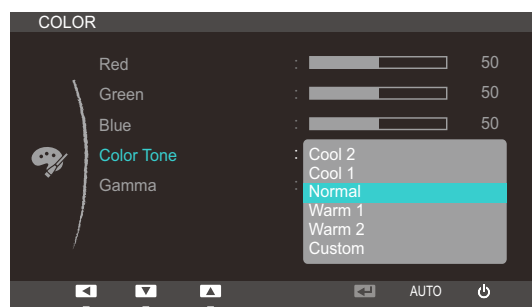 COLOR
Red : 50
Green : 50
Blue : 50
Color Tone : Cool 2
Cool 1
Gamma : Normal
Warm 1
Warm 2
Custom
AUTO